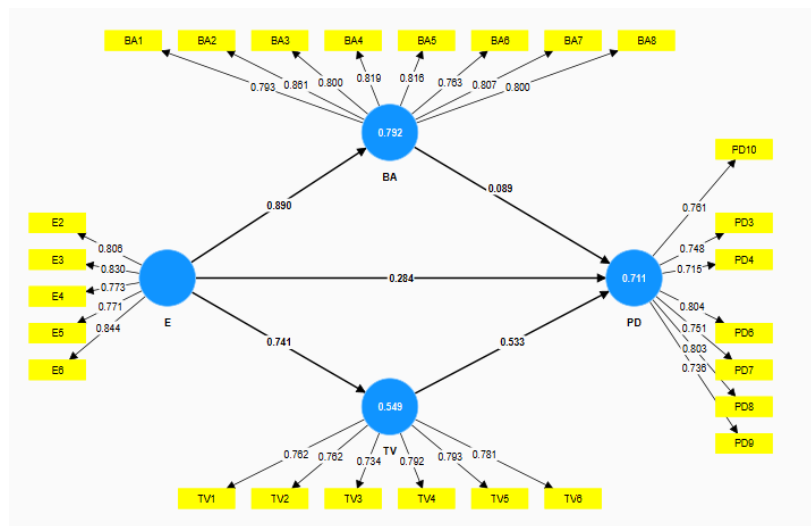 BA1 BA2 BA3 BA4 BA5 BA6 BA7 BA8
0.793 0.861 0.800 0.819 0.816 0.763 0.807 0.800
0.792
BA
PD10
0.761
0.890
0.089
E2
0.806
E3
0.830
E4
0.773
E5
0.771
E6
0.844
E
0.284
PD3
0.748
PD4
0.715
0.711
PD
0.804
PD6
0.751
PD7
0.803
PD8
0.736
PD9
0.741
0.533
0.549
TV
0.762 0.762 0.734 0.792 0.793 0.781
TV1 TV2 TV3 TV4 TV5 TV6